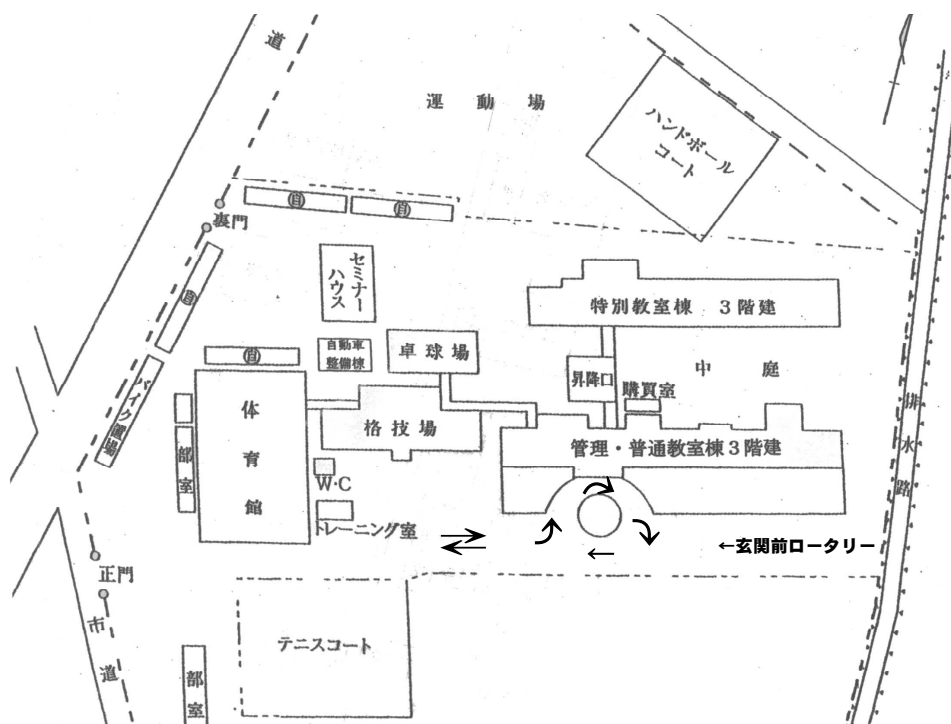 道
運動場
ハンドボール
コート
自
自
裏門
セミナー
ハウス
自
特別教室棟 3階建
自動車
整備棟
卓球場
自
昇降口
中庭
購買室
バイク置場
体育館
格技場
管理・普通教室棟3階建
排水路
部室
W・C
トレーニング室
←玄関前ロータリー
正門
市道
テニスコート
部室